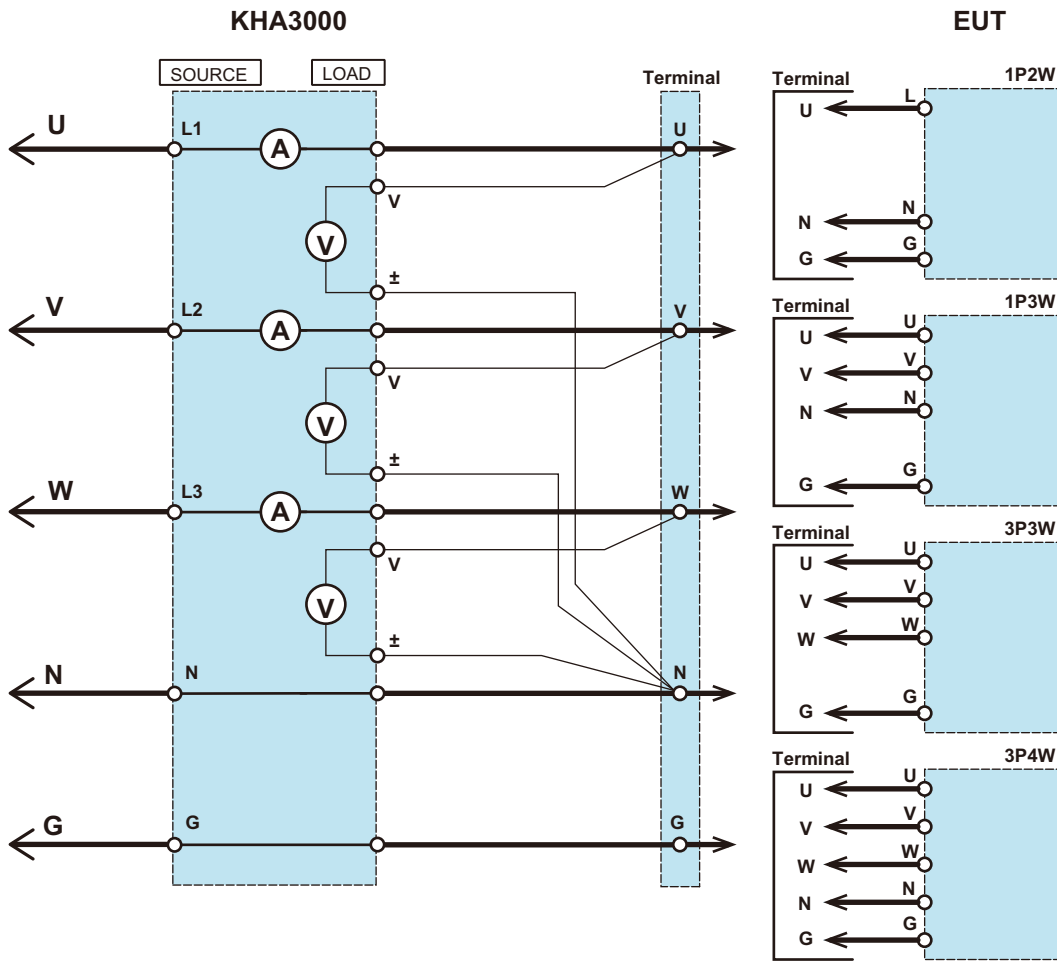 KHA3000
EUT
SOURCE
LOAD
Terminal
U
L1
A
U
V
V
±
V
L2
A
V
V
V
±
W
L3
A
W
V
V
±
N
N
N
G
G
G
Terminal
1P2W
U
L
N
N
G
G
Terminal
1P3W
U
U
V
V
N
N
G
G
Terminal
3P3W
U
U
V
V
W
W
G
G
Terminal
3P4W
U
U
V
V
W
W
N
N
G
G